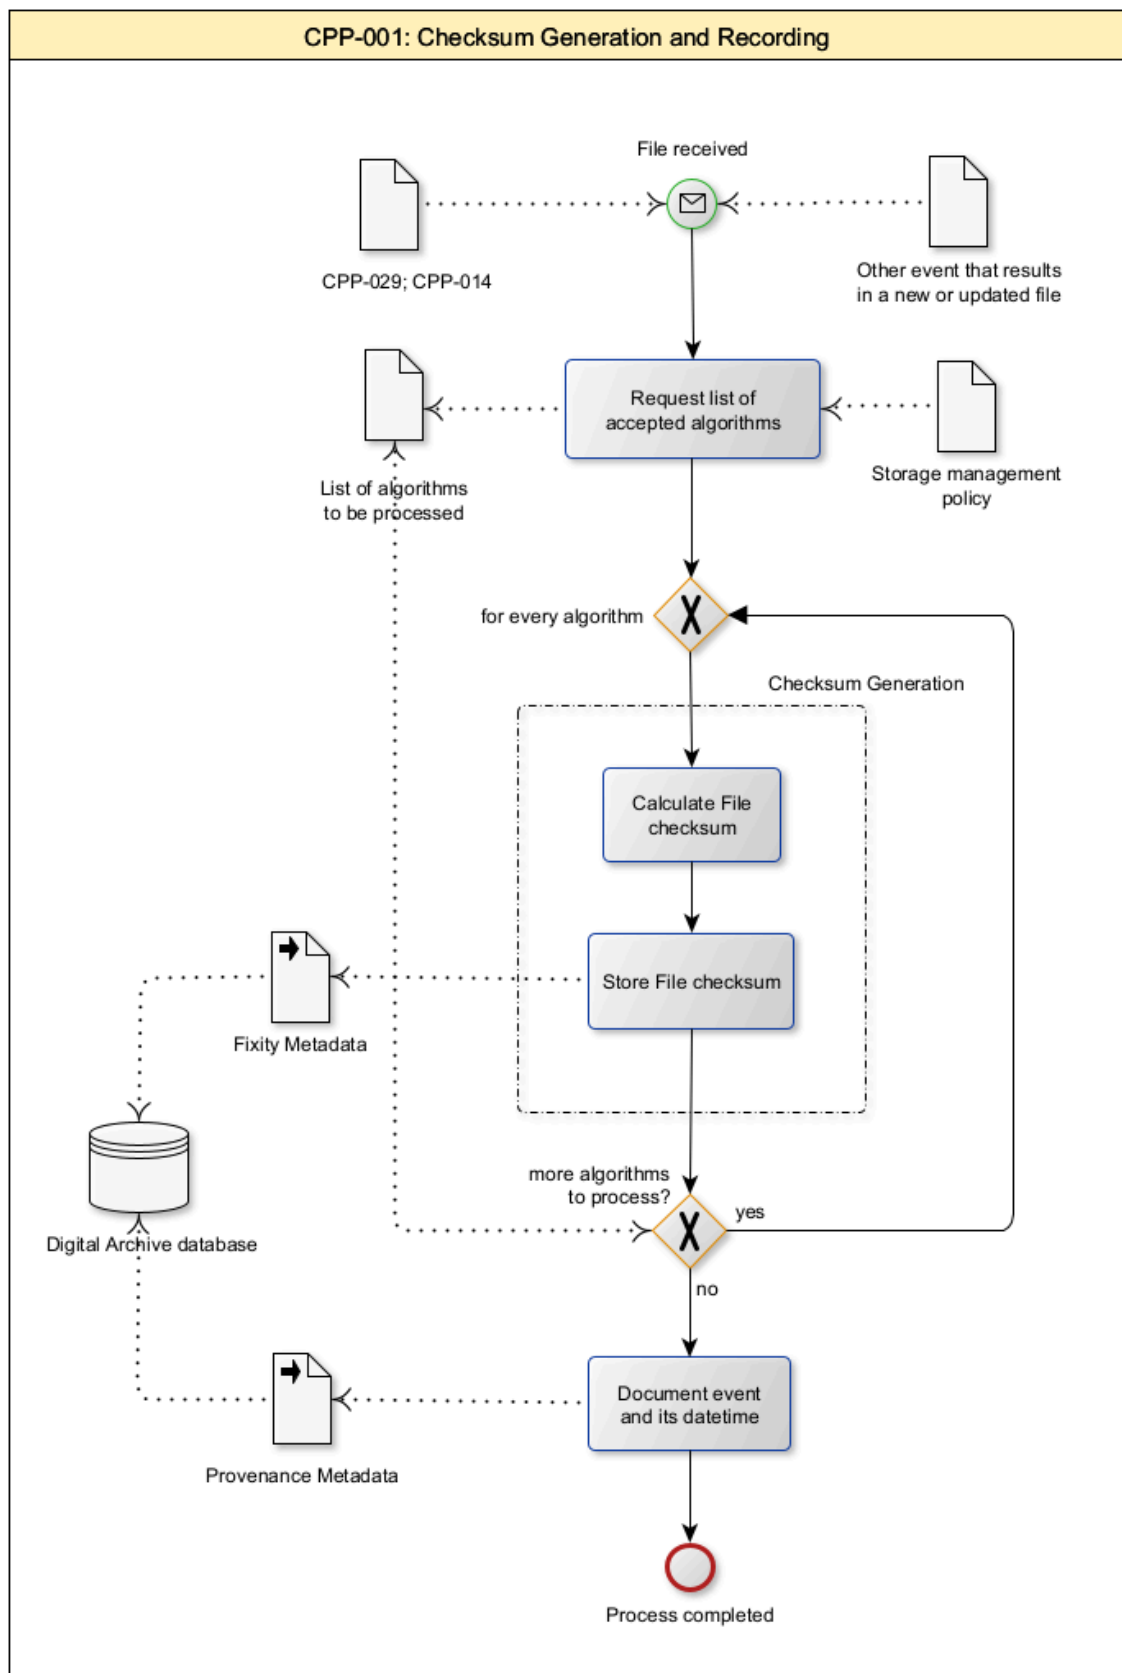 CPP-001: Checksum Generation and Recording
File received
CPP-029; CPP-014
Other event that results
in a new or updated file
Request list of
accepted algorithms
List of algorithms
to be processed
Storage management
policy
for every algorithm
Checksum Generation
Calculate File
checksum
Store File checksum
Fixity Metadata
more algorithms
to process?
yes
Digital Archive database
no
Document event
and its datetime
Provenance Metadata
Process completed